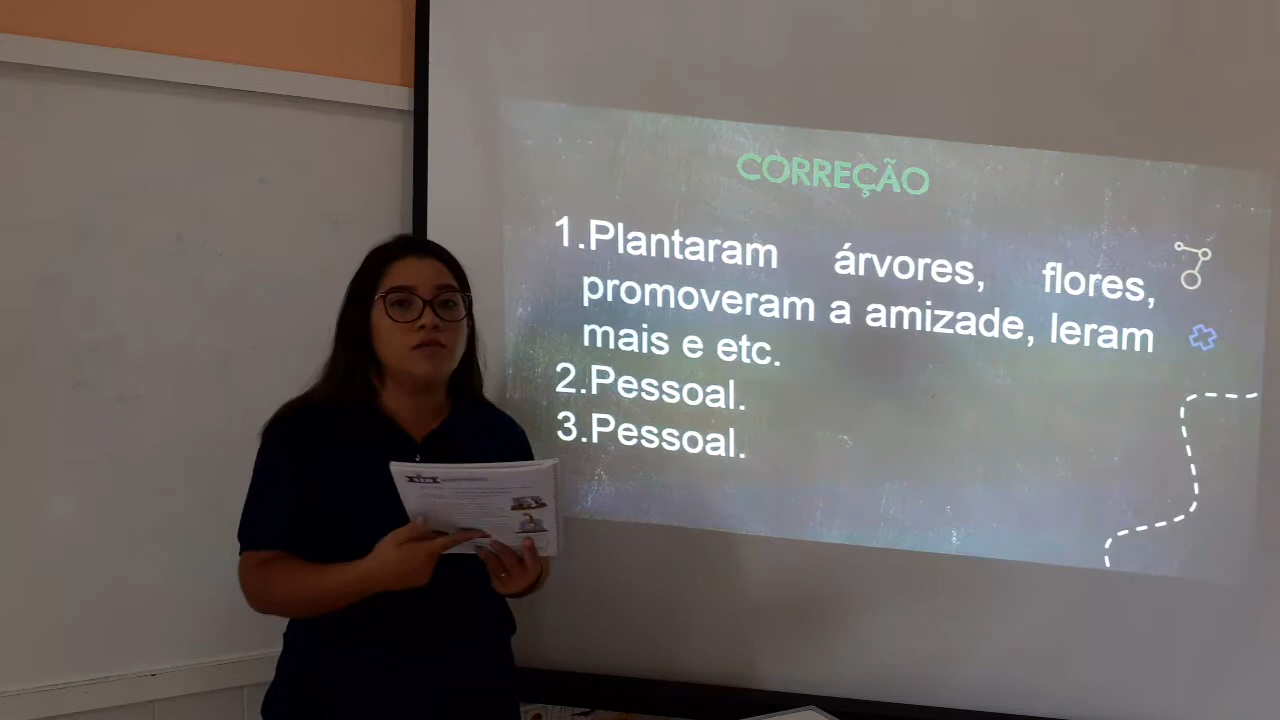 CORREÇÃO
1.Plantaram árvores, flores,
promoveram a amizade, leram
mais e etc.
2.Pessoal.
3.Pessoal.